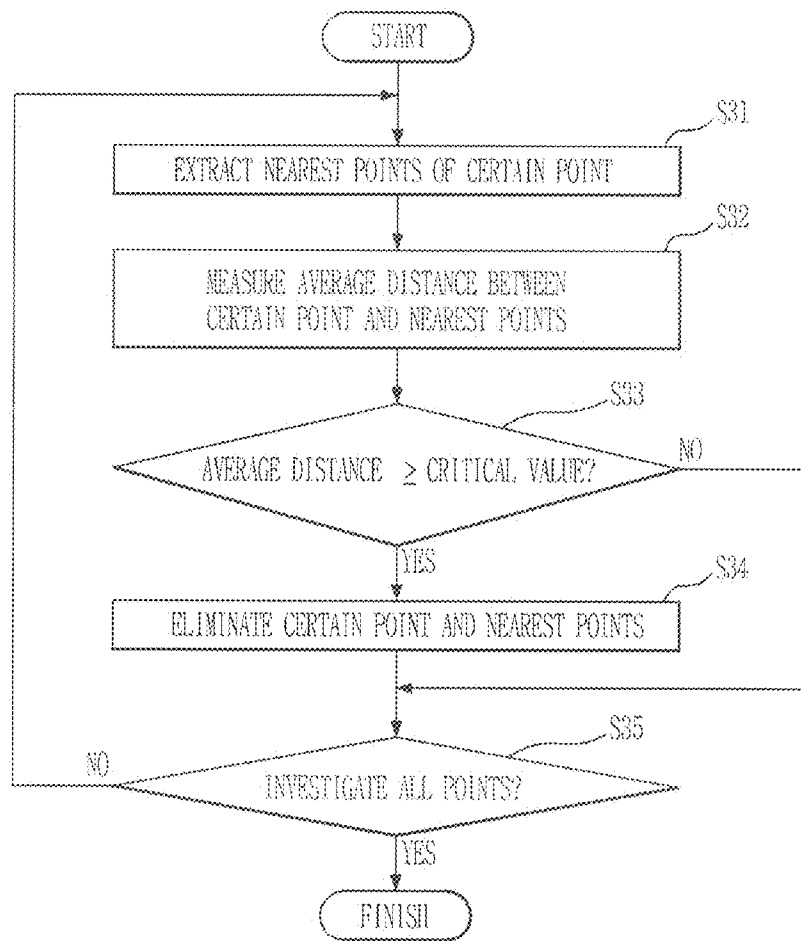 START
S31
EXTRACT NEAREST POINTS OF CERTAIN POINT
S32
MEASURE AVERAGE DISTANCE BETWEEN
CERTAIN POINT AND NEAREST POINTS
S33
AVERAGE DISTANCE ≥ CRITICAL VALUE?
NO
YES
S34
ELIMINATE CERTAIN POINT AND NEAREST POINTS
S35
NO
INVESTIGATE ALL POINTS?
YES
FINISH